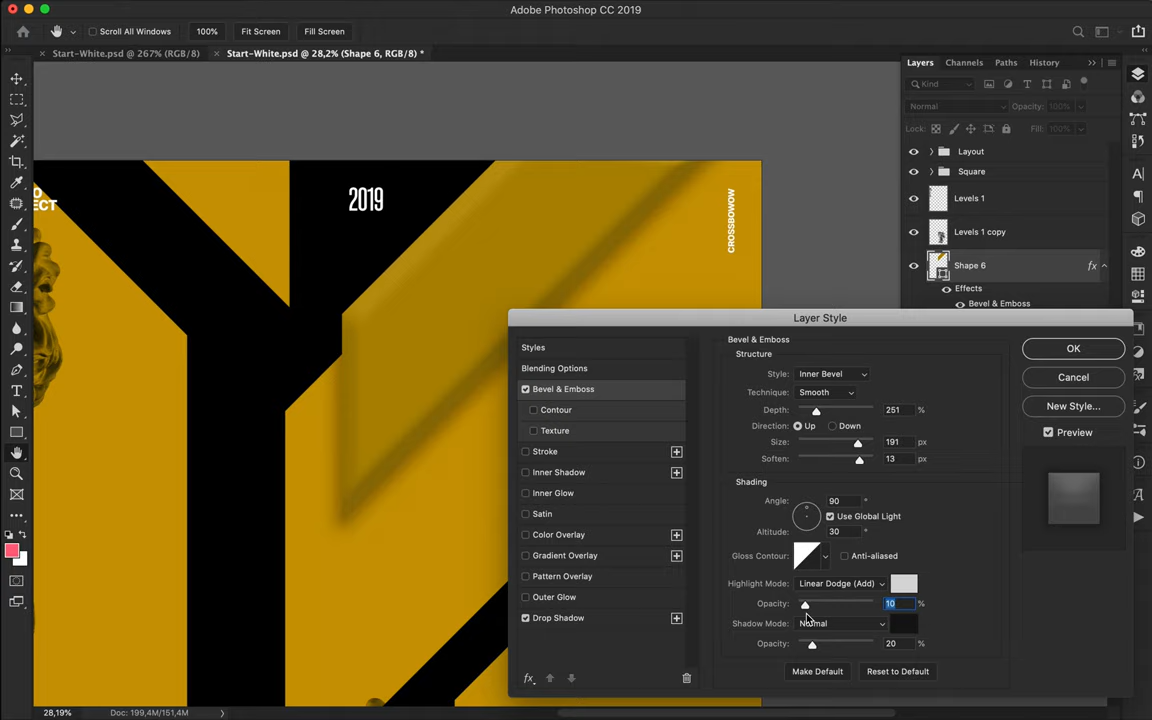 Adobe Photoshop CC 2019
Scroll All Windows
100%
Fit Screen
Fill Screen
Start-White.psd @ 267% (RGB/8)
Start-White.psd @ 28,2% (Shape 6, RGB/8) *
Layers
Channels
Paths
History
Kind
Normal
Opacity: 100%
Lock:
Fill: 100%
Layout
Square
Levels 1
Levels 1 copy
Shape 6
fx
Effects
Bevel & Emboss
O
ECT
2019
CROSSBOWOW
Layer Style
Styles
Blending Options
Bevel & Emboss
Contour
Texture
Stroke
Inner Shadow
Inner Glow
Satin
Color Overlay
Gradient Overlay
Pattern Overlay
Outer Glow
Drop Shadow
fx
Bevel & Emboss
Structure
Style: Inner Bevel
Technique: Smooth
Depth: 251 %
Direction: Up Down
Size: 191 px
Soften: 13 px
Shading
Angle: 90 °
Use Global Light
Altitude: 30 °
Gloss Contour: Anti-aliased
Highlight Mode: Linear Dodge (Add)
Opacity: 10 %
Shadow Mode: Normal
Opacity: 20 %
Make Default
Reset to Default
OK
Cancel
New Style...
Preview
28,19%
Doc: 199,4M/151,4M